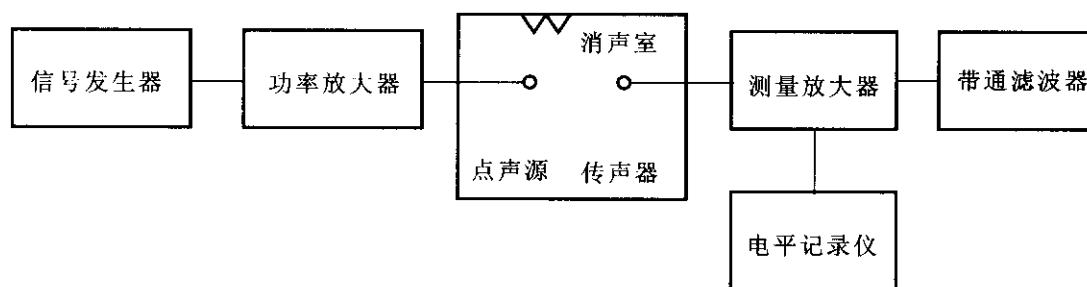 信号发生器
功率放大器
消声室
点声源
传声器
测量放大器
带通滤波器
电平记录仪